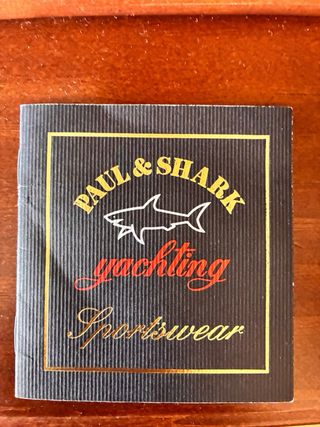 PAUL & SHARK
yachting
Sportswear